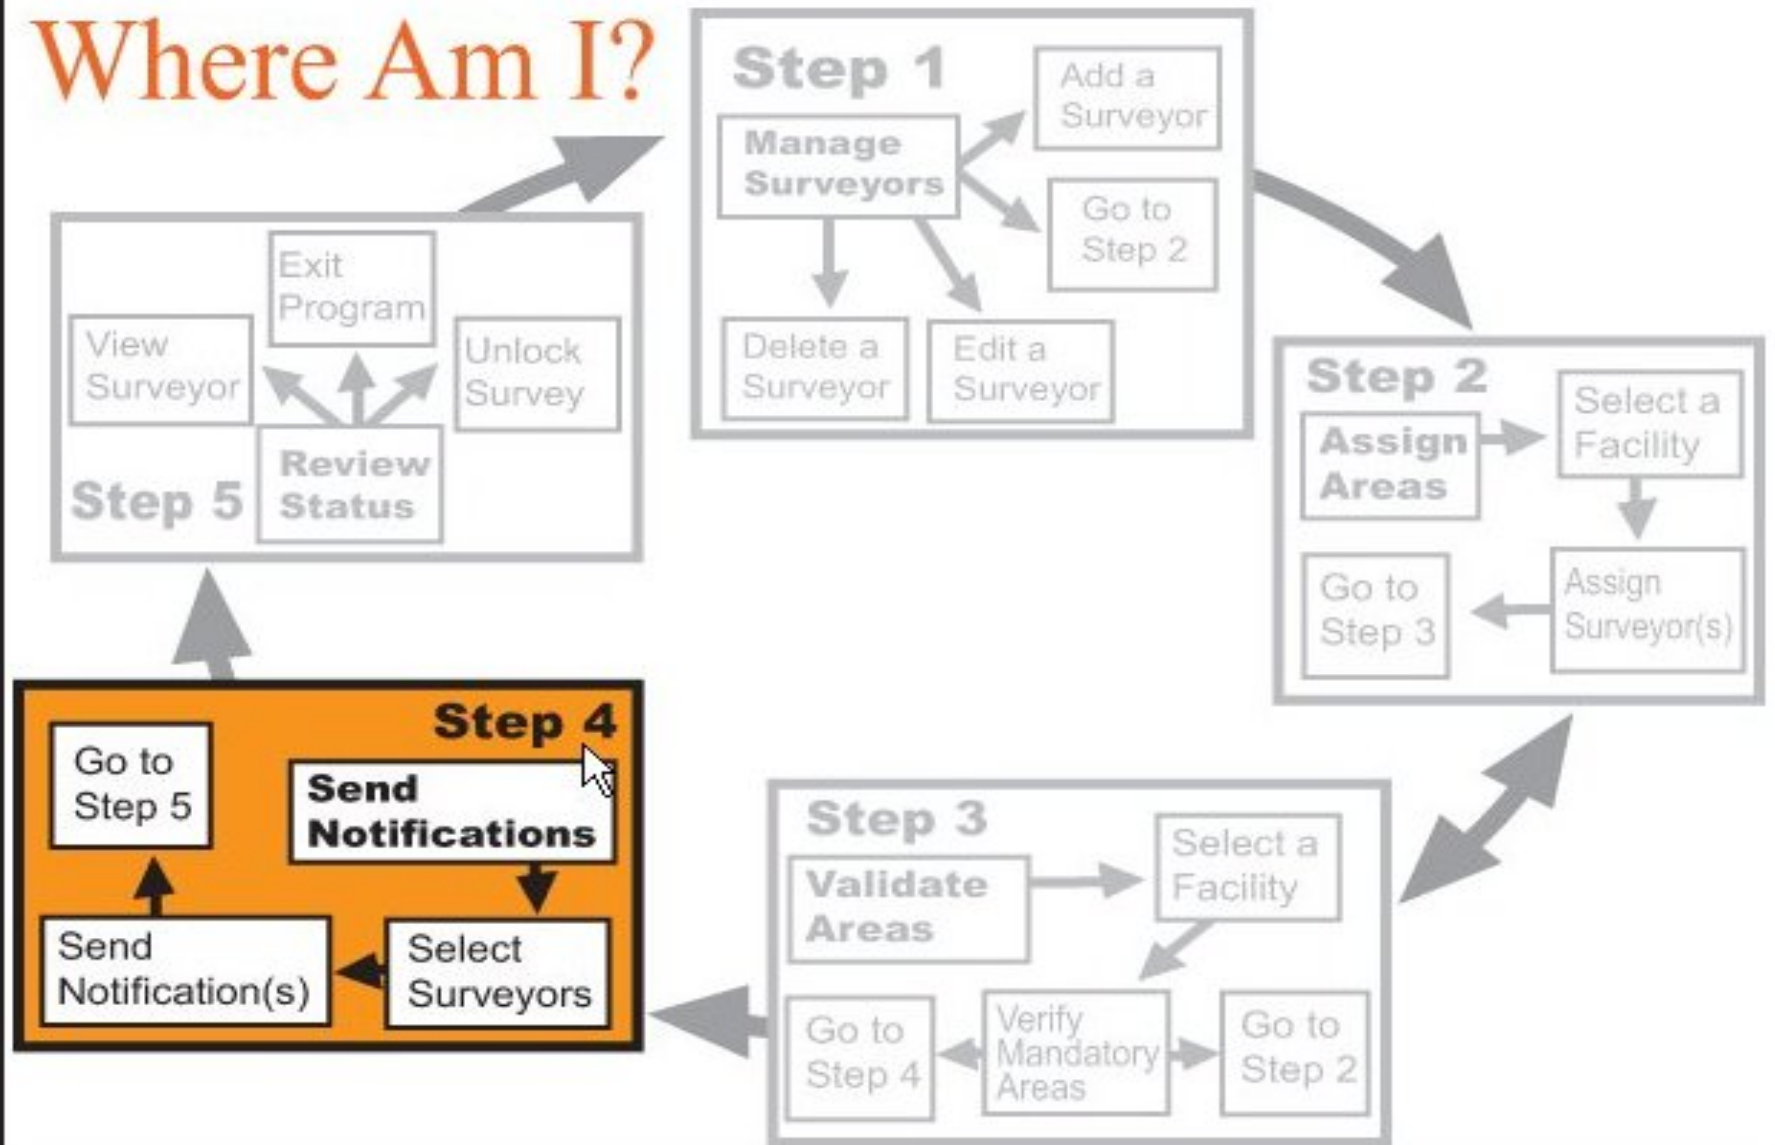 Where Am I?
Step 1
Manage
Surveyors
Add a
Surveyor
Go to
Step 2
Delete a
Surveyor
Edit a
Surveyor
Step 2
Assign
Areas
Select a
Facility
Assign
Surveyor(s)
Go to
Step 3
Step 3
Validate
Areas
Select a
Facility
Verify
Mandatory
Areas
Go to
Step 4
Go to
Step 2
Step 4
Send
Notifications
Select
Surveyors
Send
Notification(s)
Go to
Step 5
Step 5
Review
Status
View
Surveyor
Exit
Program
Unlock
Survey